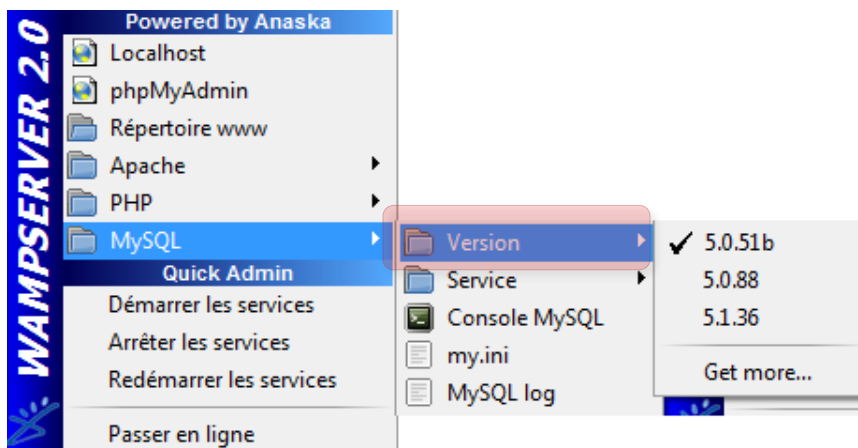 WAMPSERVER 2.0
Powered by Anaska
Localhost
phpMyAdmin
Répertoire www
Apache
PHP
MySQL
Quick Admin
Démarrer les services
Arrêter les services
Redémarrer les services
Passer en ligne
Version
Service
Console MySQL
my.ini
MySQL log
5.0.51b
5.0.88
5.1.36
Get more...